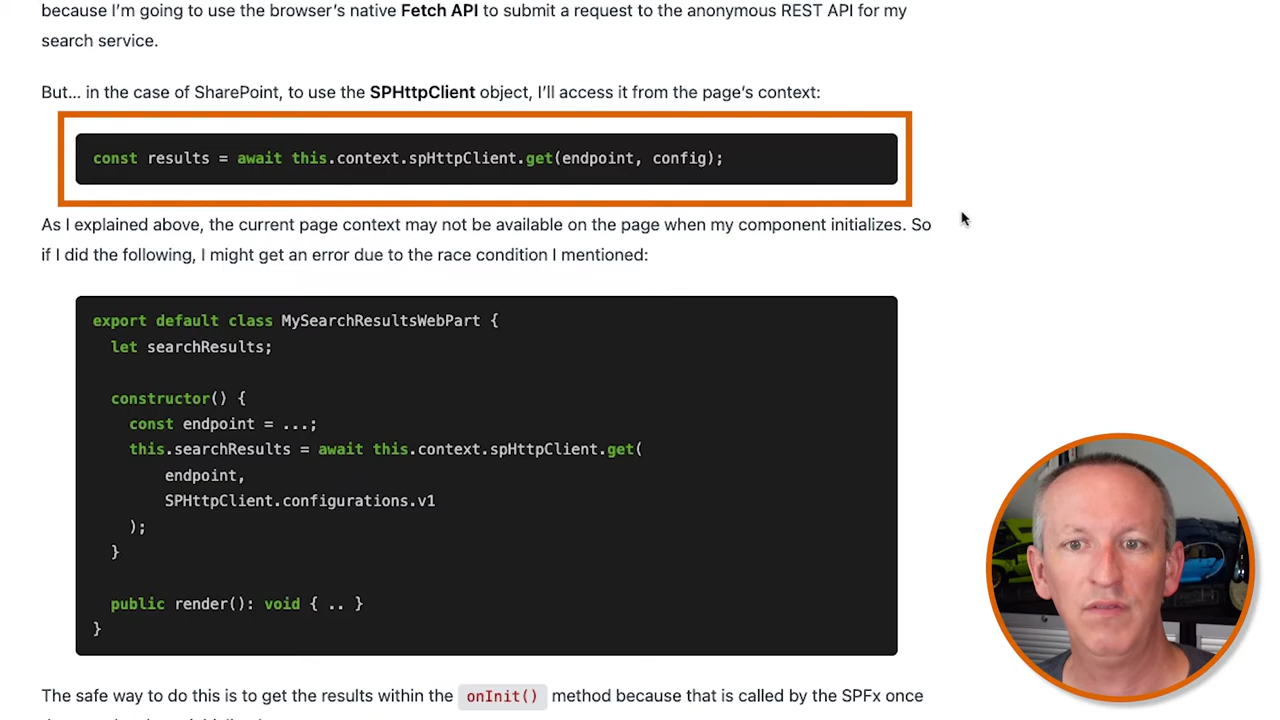 because I'm going to use the browser's native Fetch API to submit a request to the anonymous REST API for my
search service.
But… in the case of SharePoint, to use the SPHttpClient object, I'll access it from the page's context:
const results = await this.context.spHttpClient.get(endpoint, config);
As I explained above, the current page context may not be available on the page when my component initializes. So
if I did the following, I might get an error due to the race condition I mentioned:
export default class MySearchResultsWebPart {
let searchResults;
constructor() {
const endpoint = ...;
this.searchResults = await this.context.spHttpClient.get(
endpoint,
SPHttpClient.configurations.v1
);
}
public render(): void { .. }
}
The safe way to do this is to get the results within the onInit() method because that is called by the SPFx once